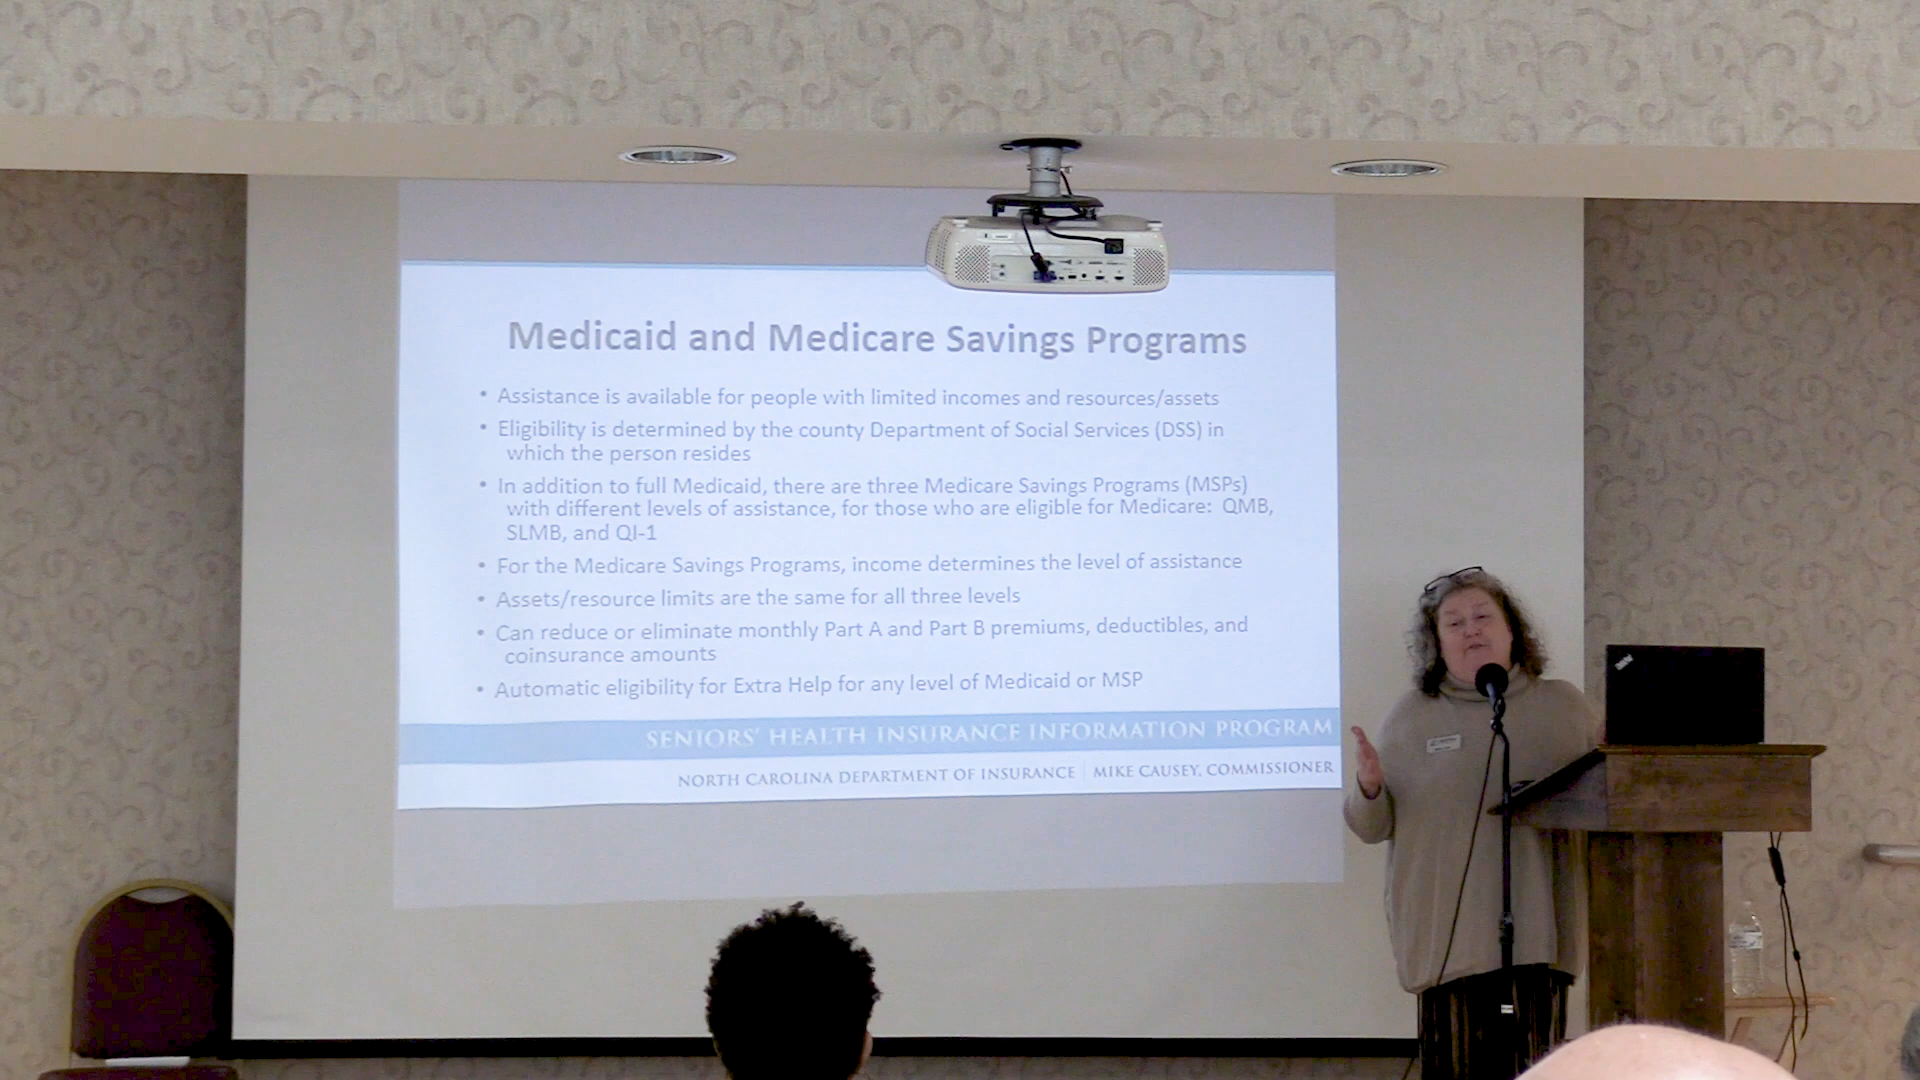 Medicaid and Medicare Savings Programs
• Assistance is available for people with limited incomes and resources/assets
• Eligibility is determined by the county Department of Social Services (DSS) in
which the person resides
• In addition to full Medicaid, there are three Medicare Savings Programs (MSPs)
with different levels of assistance, for those who are eligible for Medicare: QMB,
SLMB, and QI-1
• For the Medicare Savings Programs, income determines the level of assistance
• Assets/resource limits are the same for all three levels
• Can reduce or eliminate monthly Part A and Part B premiums, deductibles, and
coinsurance amounts
• Automatic eligibility for Extra Help for any level of Medicaid or MSP
SENIORS' HEALTH INSURANCE INFORMATION PROGRAM
NORTH CAROLINA DEPARTMENT OF INSURANCE | MIKE CAUSEY, COMMISSIONER
ThinkPad